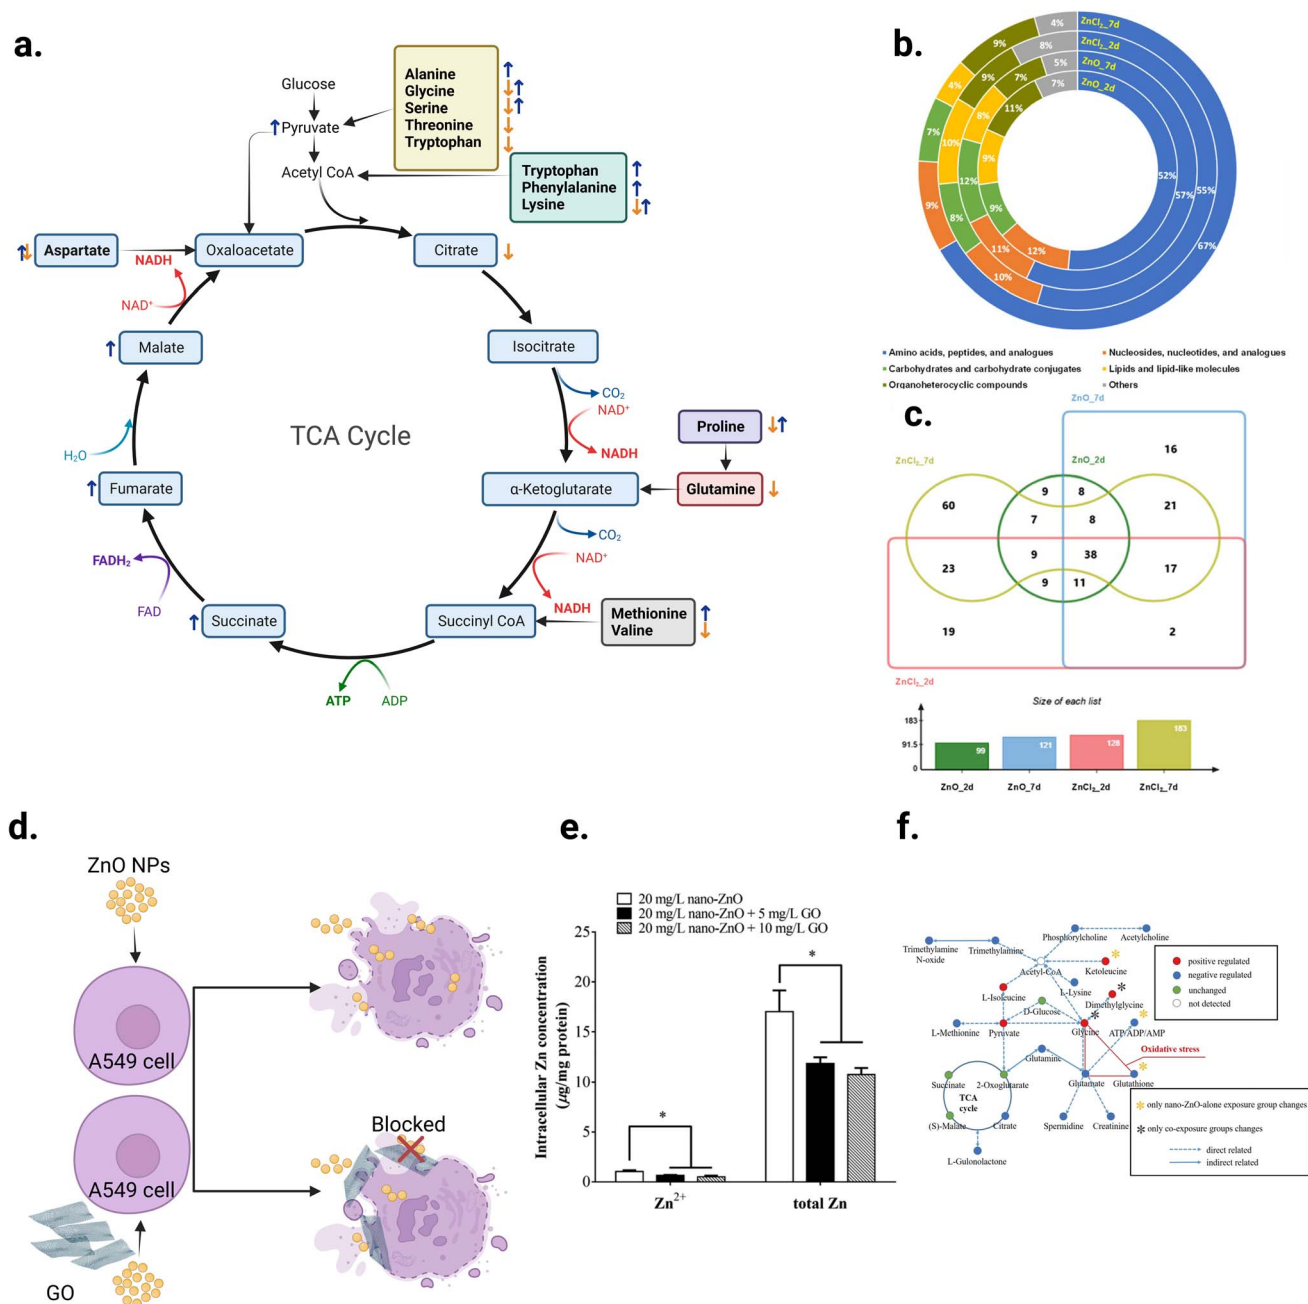 a.
Glucose
Pyruvate
Acetyl CoA
Alanine
Glycine
Serine
Threonine
Tryptophan
Tryptophan
Phenylalanine
Lysine
Aspartate
Oxaloacetate
Citrate
NADH
NAD⁺
Malate
Isocitrate
CO₂
NAD⁺
NADH
TCA Cycle
Proline
H₂O
Fumarate
α-Ketoglutarate
Glutamine
CO₂
NAD⁺
NADH
FADH₂
FAD
Succinate
Succinyl CoA
Methionine
Valine
ATP
ADP
b.
4%
ZnCl₂_7d
9%
8%
ZnCl₂_2d
9%
7%
5%
ZnO_7d
11%
7%
ZnO_2d
4%
8%
7%
10%
9%
12%
9%
8%
9%
11%
12%
10%
52%
57%
55%
67%
Amino acids, peptides, and analogues
Nucleosides, nucleotides, and analogues
Carbohydrates and carbohydrate conjugates
Lipids and lipid-like molecules
Organoheterocyclic compounds
Others
c.
ZnO_7d
ZnCl₂_7d
ZnO_2d
16
60
9
8
21
7
8
9
38
23
17
9
11
19
2
ZnCl₂_2d
Size of each list
183
91.5
0
99
121
128
183
ZnO_2d
ZnO_7d
ZnCl₂_2d
ZnCl₂_7d
d.
ZnO NPs
A549 cell
A549 cell
Blocked
GO
e.
20 mg/L nano-ZnO
20 mg/L nano-ZnO + 5 mg/L GO
20 mg/L nano-ZnO + 10 mg/L GO
Intracellular Zn concentration
(μg/mg protein)
25
20
15
10
5
0
*
*
Zn²⁺
total Zn
f.
Phosphorylcholine
Acetylcholine
Trimethylamine
N-oxide
Trimethylamine
Acetyl-CoA
Ketoleucine
L-Isoleucine
L-Lysine
Dimethylglycine
D-Glucose
L-Methionine
Pyruvate
Glycine
ATP/ADP/AMP
Oxidative stress
Glutamine
Succinate
2-Oxoglutarate
Glutamate
Glutathione
TCA
cycle
(S)-Malate
Citrate
Spermidine
Creatinine
L-Gulonolactone
positive regulated
negative regulated
unchanged
not detected
* only nano-ZnO-alone exposure group changes
* only co-exposure groups changes
direct related
indirect related